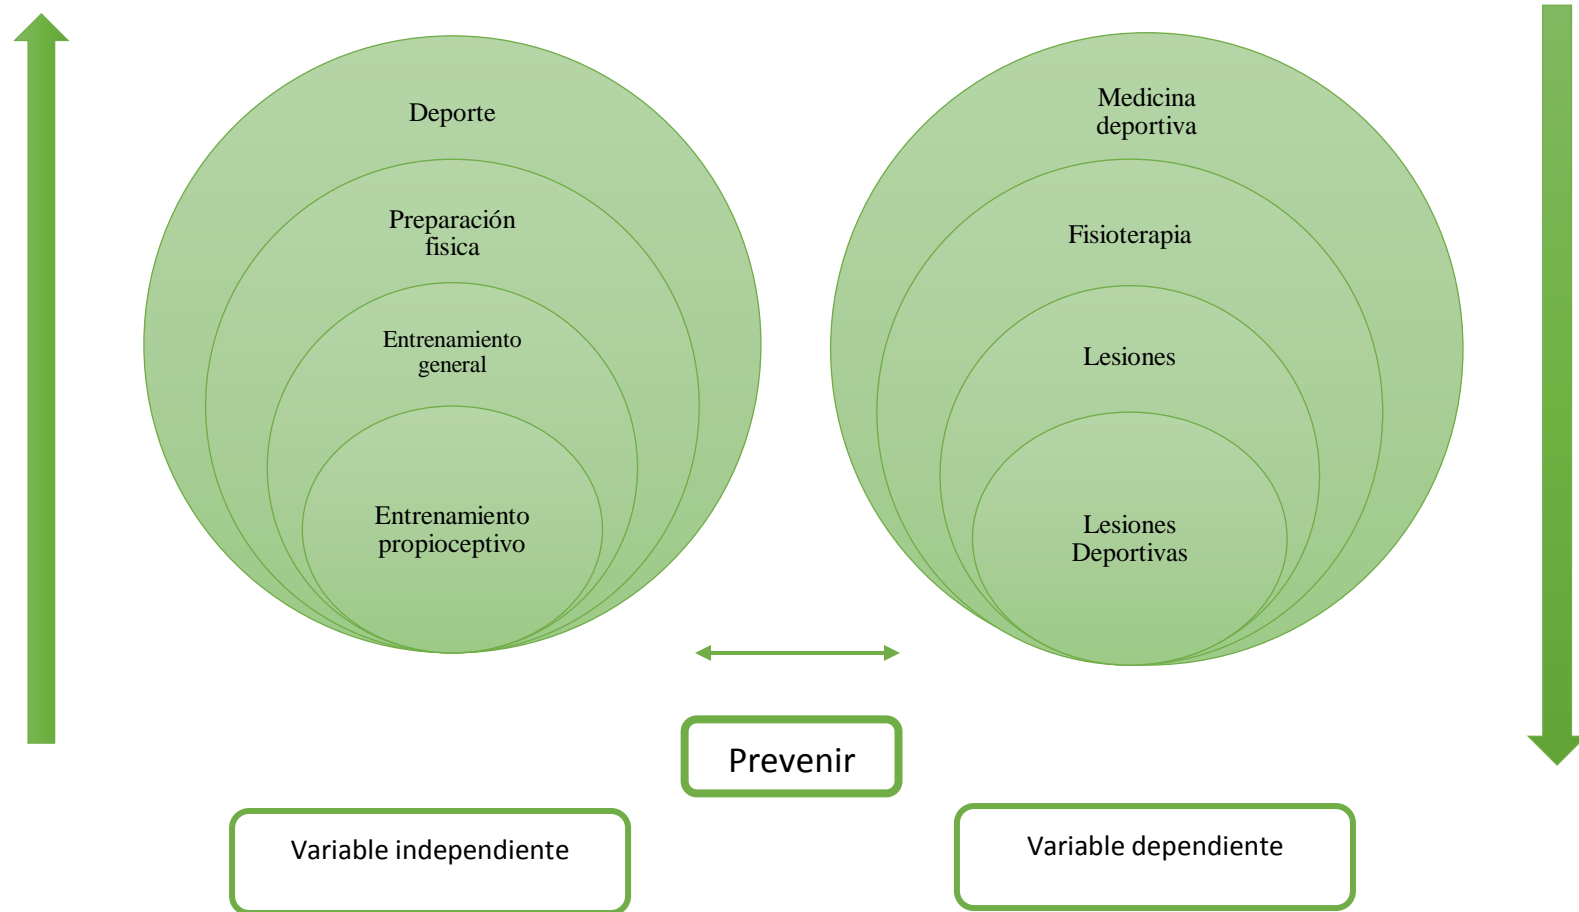 Deporte
Preparación
fisica
Entrenamiento
general
Entrenamiento
propioceptivo
Medicina
deportiva
Fisioterapia
Lesiones
Lesiones
Deportivas
Prevenir
Variable independiente
Variable dependiente